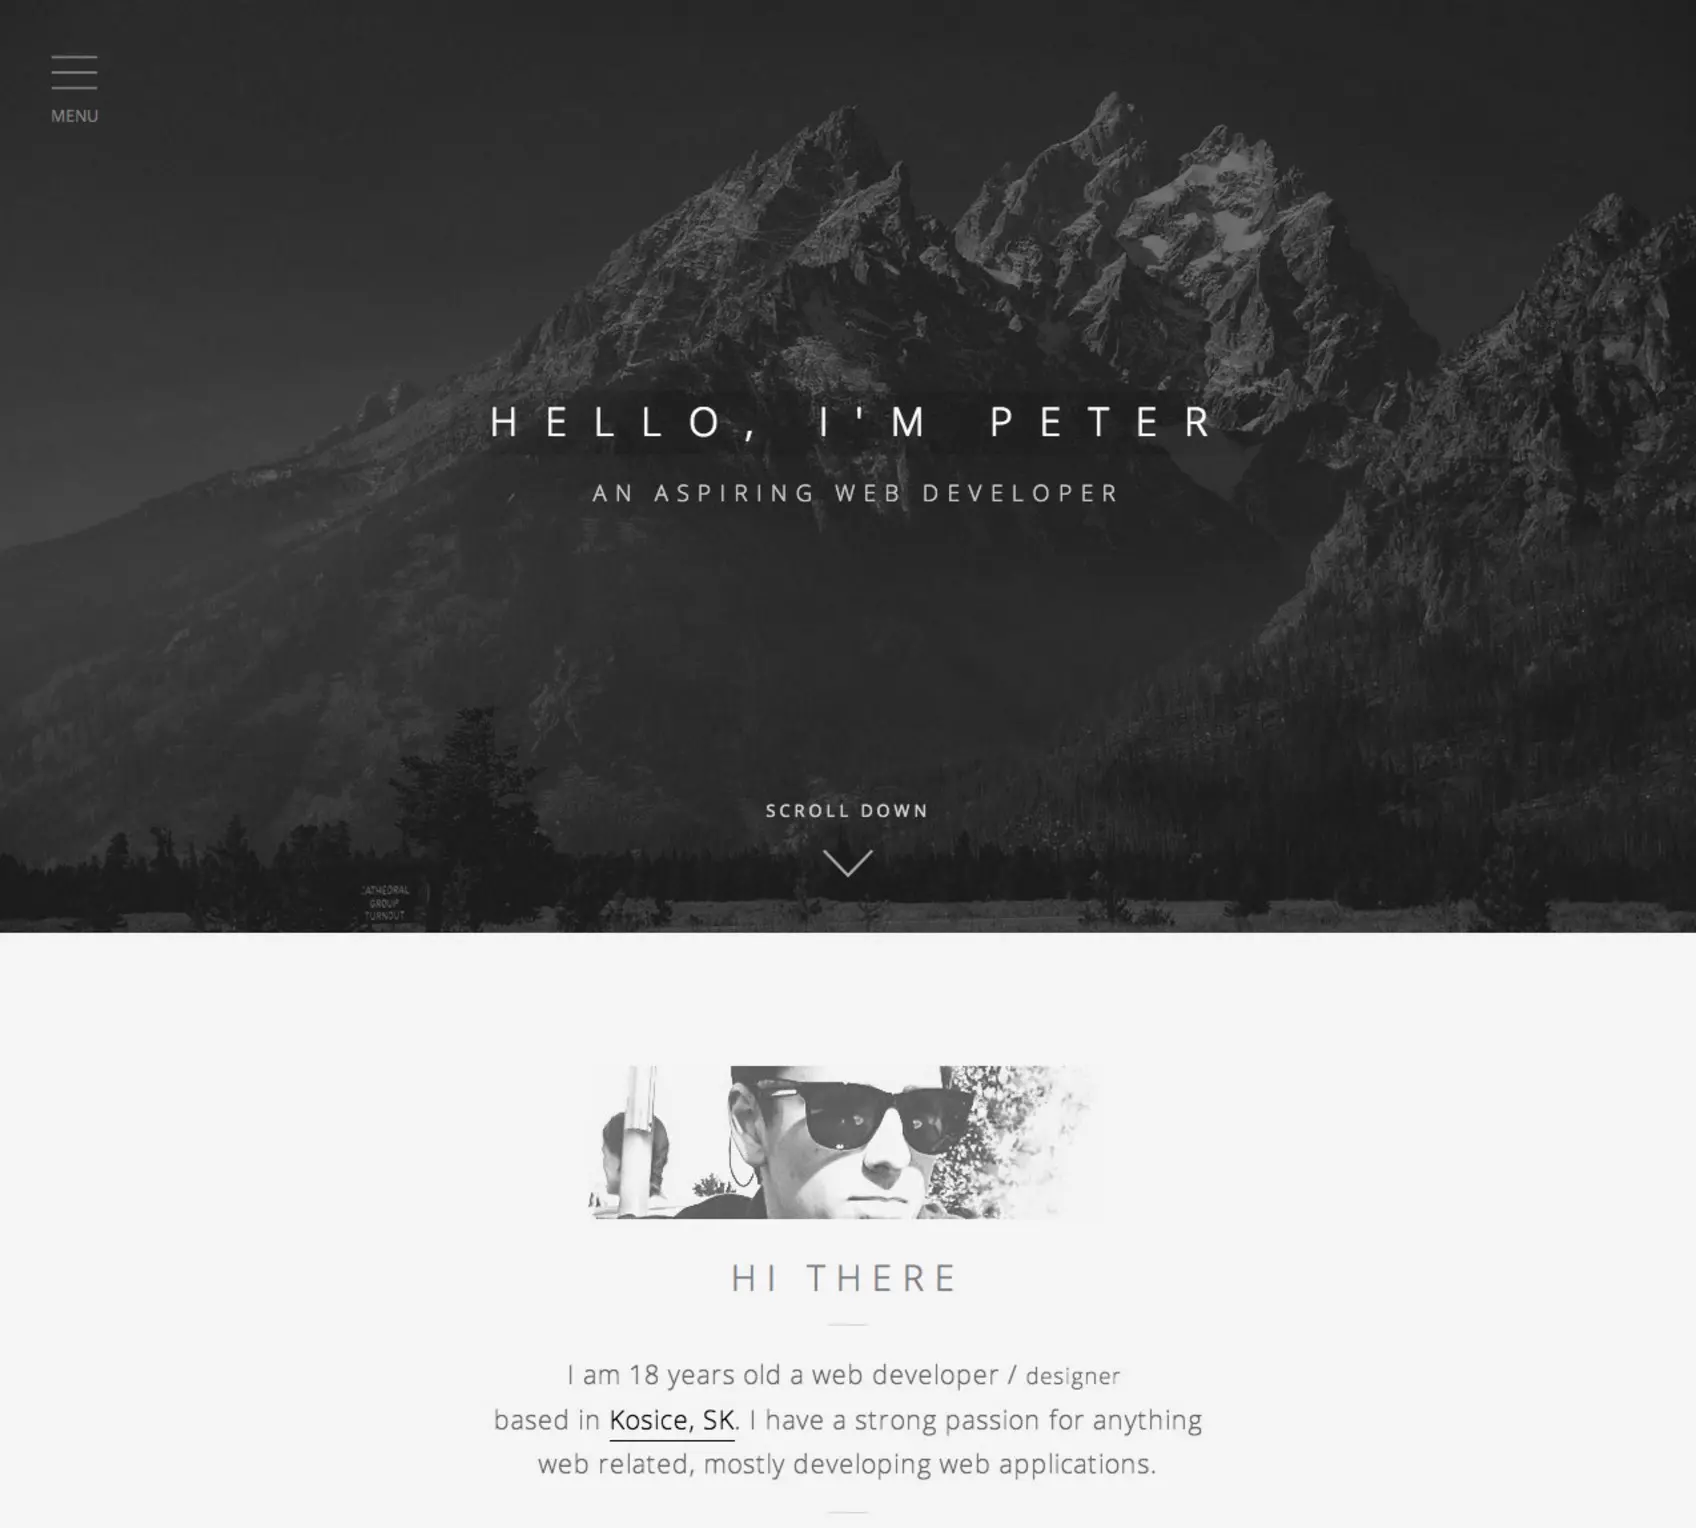 MENU
HELLO, I'M PETER
AN ASPIRING WEB DEVELOPER
SCROLL DOWN
CATHEDRAL
GROUP
TURNOUT
HI THERE
I am 18 years old a web developer / designer
based in Kosice, SK. I have a strong passion for anything
web related, mostly developing web applications.